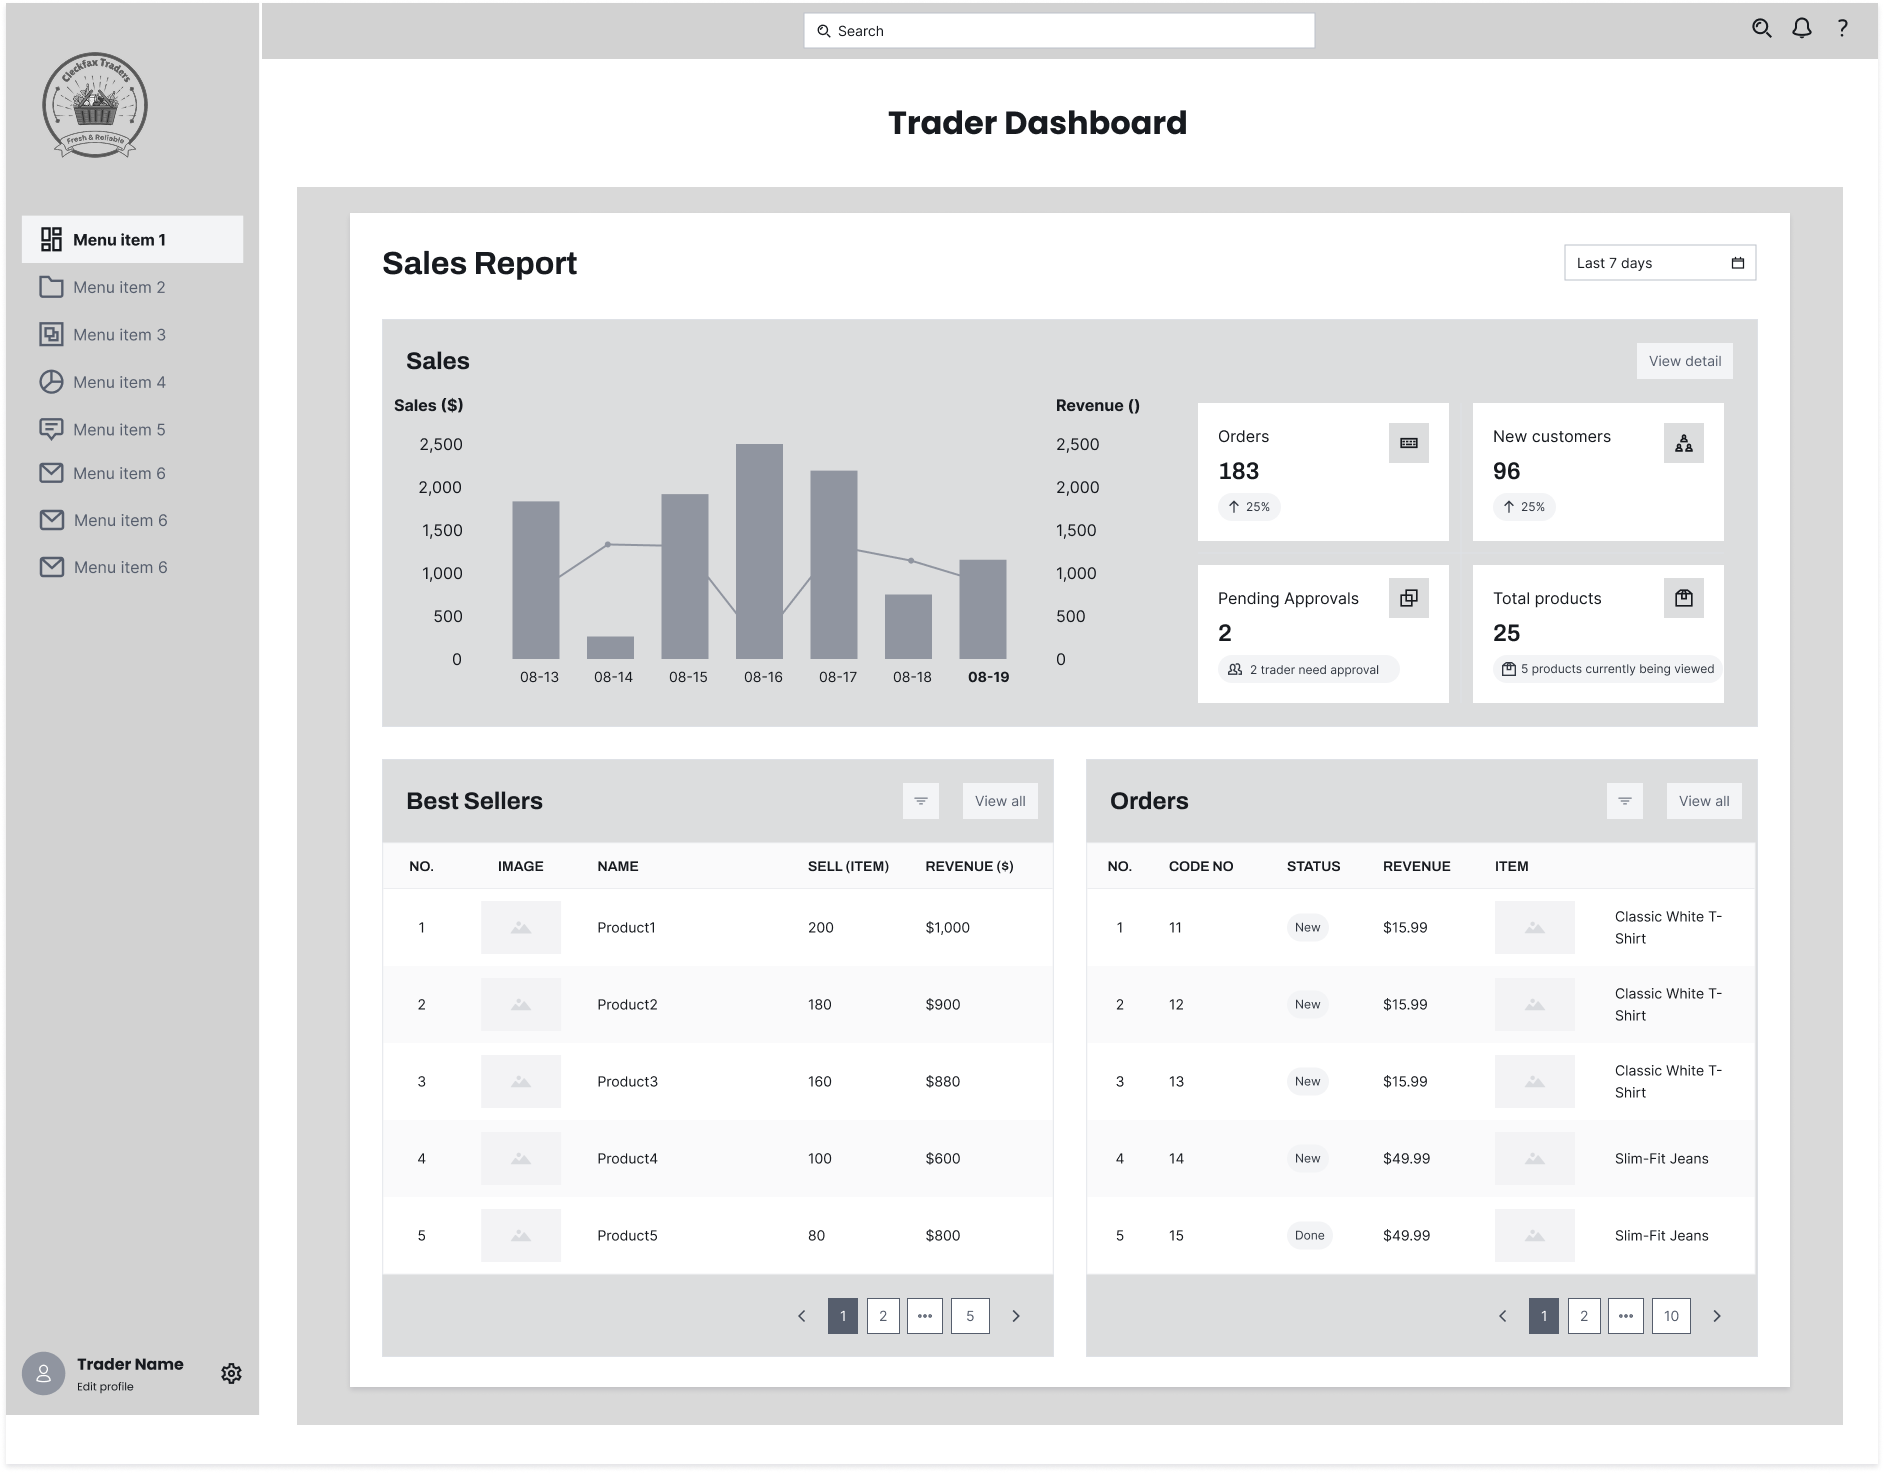 Search
?
Cleckfax Traders
Fresh & Reliable
Menu item 1
Menu item 2
Menu item 3
Menu item 4
Menu item 5
Menu item 6
Menu item 6
Menu item 6
Trader Name
Edit profile
Trader Dashboard
Sales Report
Last 7 days
Sales
View detail
Sales ($)
2,500
2,000
1,500
1,000
500
0
08-13 08-14 08-15 08-16 08-17 08-18 08-19
Revenue ()
2,500
2,000
1,500
1,000
500
0
Orders
183
25%
New customers
96
25%
Pending Approvals
2
2 trader need approval
Total products
25
5 products currently being viewed
Best Sellers
View all
NO. IMAGE NAME SELL (ITEM) REVENUE ($)
1 Product1 200 $1,000
2 Product2 180 $900
3 Product3 160 $880
4 Product4 100 $600
5 Product5 80 $800
1 2 ••• 5
Orders
View all
NO. CODE NO STATUS REVENUE ITEM
1 11 New $15.99 Classic White T-
Shirt
2 12 New $15.99 Classic White T-
Shirt
3 13 New $15.99 Classic White T-
Shirt
4 14 New $49.99 Slim-Fit Jeans
5 15 Done $49.99 Slim-Fit Jeans
1 2 ••• 10